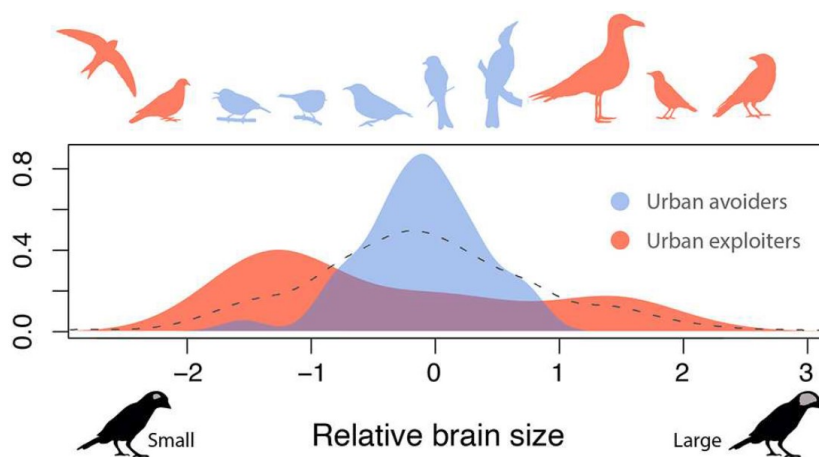 0.8
Urban avoiders
0.4
Urban exploiters
0.0
−2 −1 0 1 2 3
Small Relative brain size Large